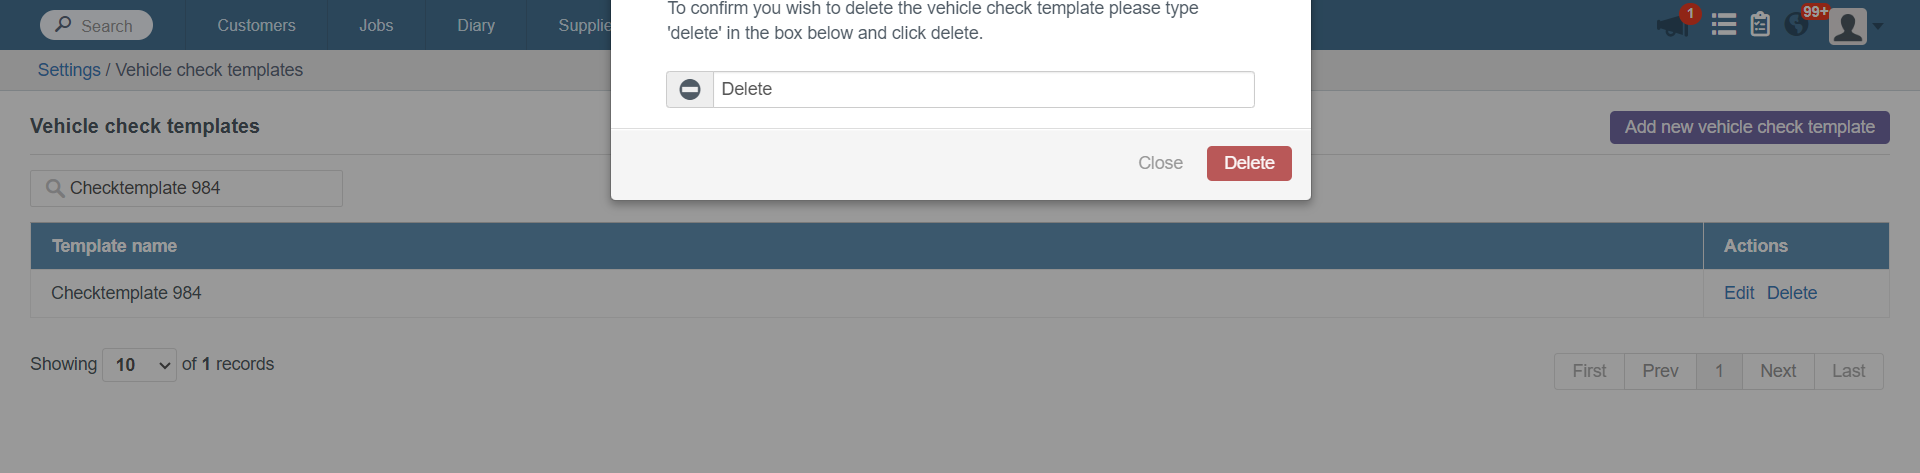 Search
Customers
Jobs
Diary
To confirm you wish to delete the vehicle check template please type
'delete' in the box below and click delete.
1
99+
Settings / Vehicle check templates
Delete
Vehicle check templates
Add new vehicle check template
Close
Delete
Checktemplate 984
Template name
Actions
Checktemplate 984
Edit Delete
Showing 10 of 1 records
First
Prev
1
Next
Last